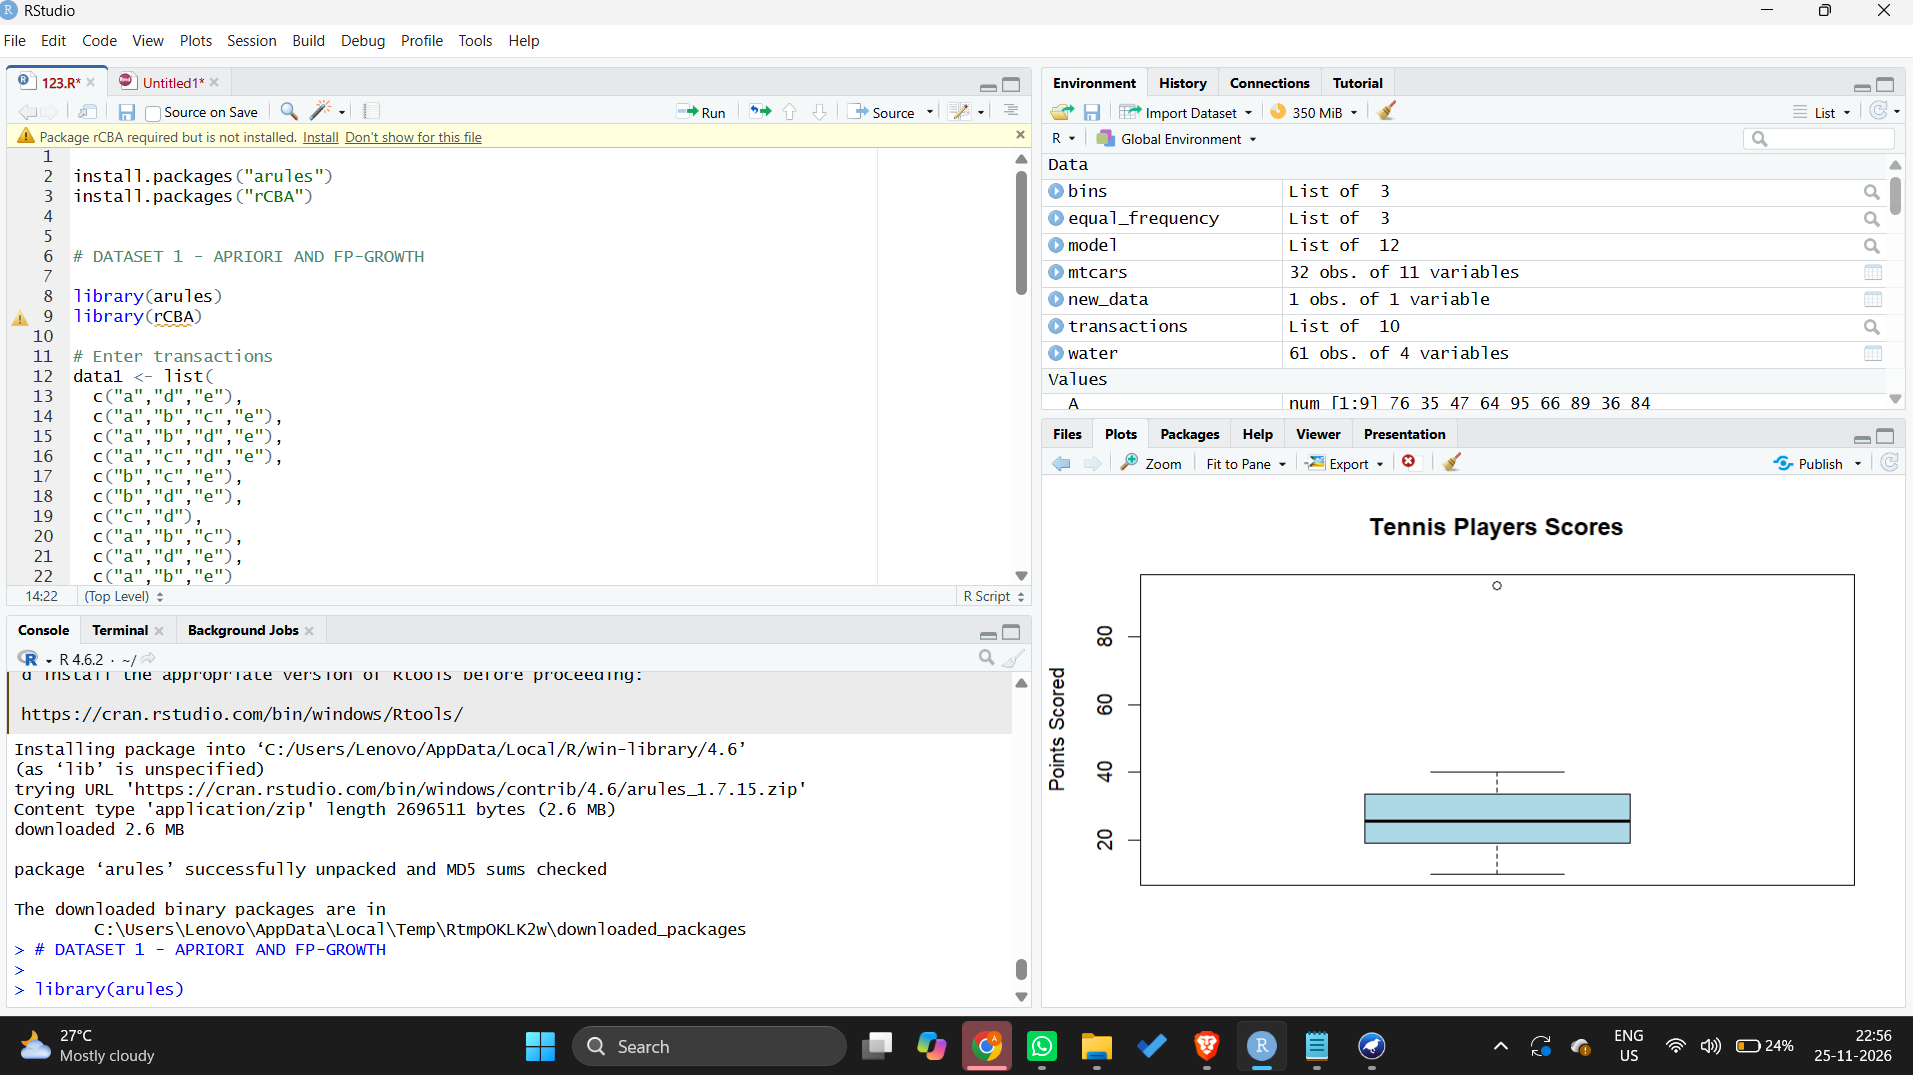 RStudio
File Edit Code View Plots Session Build Debug Profile Tools Help
123.R* Untitled1*
Source on Save Run Source
Package rCBA required but is not installed. Install Don't show for this file
1
2 install.packages("arules")
3 install.packages("rCBA")
4
5
6 # DATASET 1 - APRIORI AND FP-GROWTH
7
8 library(arules)
9 library(rCBA)
10
11 # Enter transactions
12 data1 <- list(
13 c("a","d","e"),
14 c("a","b","c","e"),
15 c("a","b","d","e"),
16 c("a","c","d","e"),
17 c("b","c","e"),
18 c("b","d","e"),
19 c("c","d"),
20 c("a","b","c"),
21 c("a","d","e"),
22 c("a","b","e")
14:22 (Top Level) R Script
Console Terminal Background Jobs
R 4.6.2 · ~/
d install the appropriate version of Rtools before proceeding:
https://cran.rstudio.com/bin/windows/Rtools/
Installing package into ‘C:/Users/Lenovo/AppData/Local/R/win-library/4.6’
(as ‘lib’ is unspecified)
trying URL 'https://cran.rstudio.com/bin/windows/contrib/4.6/arules_1.7.15.zip'
Content type 'application/zip' length 2696511 bytes (2.6 MB)
downloaded 2.6 MB
package ‘arules’ successfully unpacked and MD5 sums checked
The downloaded binary packages are in
C:\Users\Lenovo\AppData\Local\Temp\RtmpOKLK2w\downloaded_packages
> # DATASET 1 - APRIORI AND FP-GROWTH
>
> library(arules)
Environment History Connections Tutorial
Import Dataset 350 MiB List
R Global Environment
Data
bins List of 3
equal_frequency List of 3
model List of 12
mtcars 32 obs. of 11 variables
new_data 1 obs. of 1 variable
transactions List of 10
water 61 obs. of 4 variables
Values
A num [1:9] 76 35 47 64 95 66 89 36 84
Files Plots Packages Help Viewer Presentation
Zoom Fit to Pane Export Publish
Tennis Players Scores
Points Scored
80
60
40
20
27°C
Mostly cloudy
Search
ENG
US
24%
22:56
25-11-2026